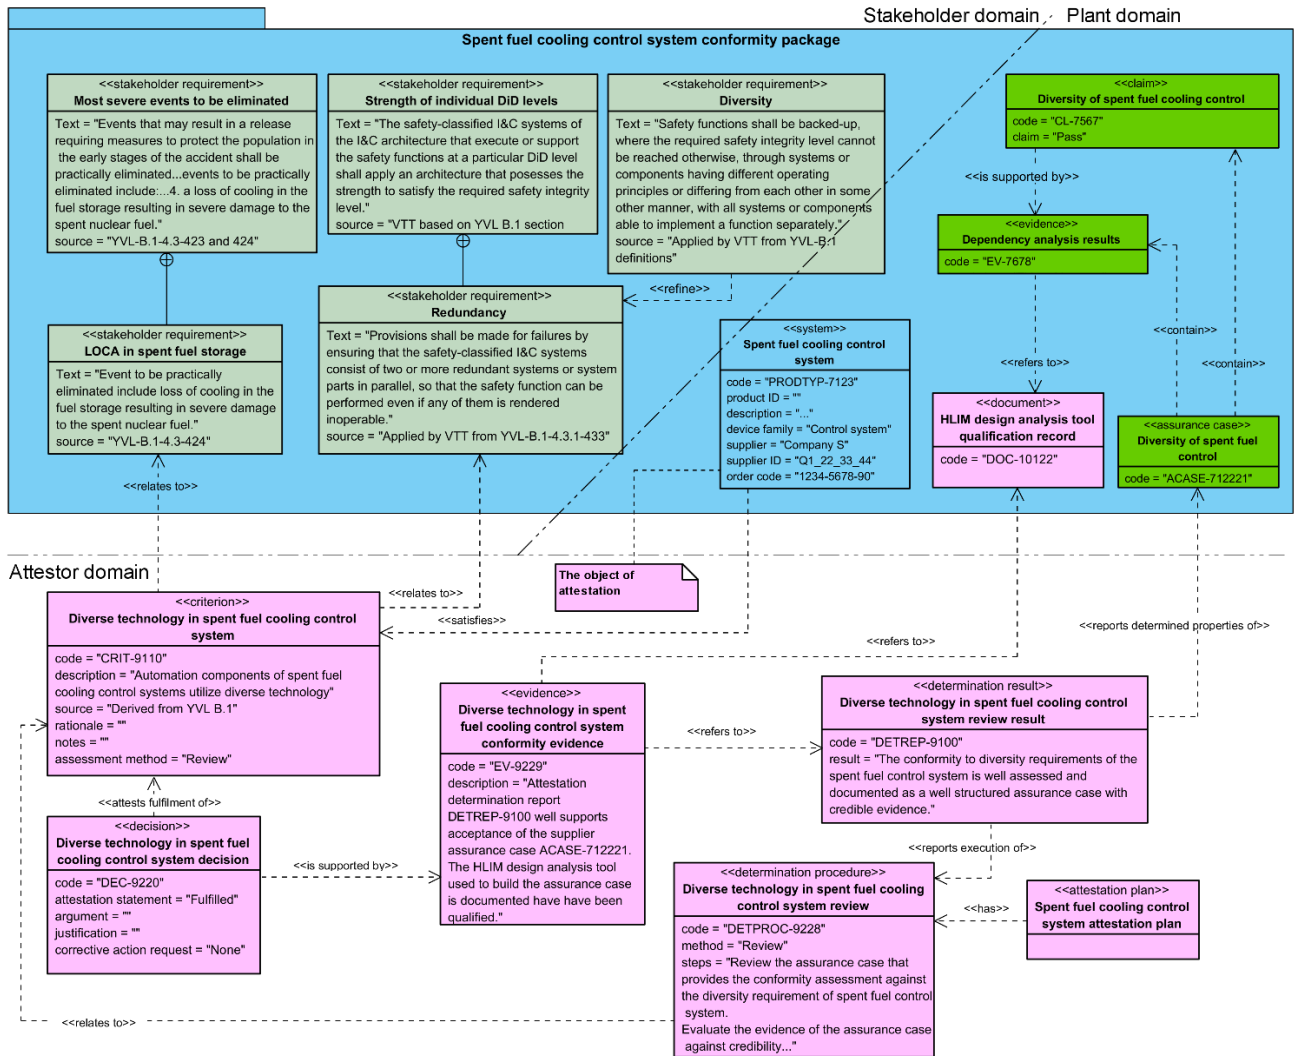 Stakeholder domain
Plant domain
Spent fuel cooling control system conformity package
<<stakeholder requirement>>
Most severe events to be eliminated
Text = "Events that may result in a release
requiring measures to protect the population in
the early stages of the accident shall be
practically eliminated...events to be practically
eliminated include:...4. a loss of cooling in the
fuel storage resulting in severe damage to the
spent nuclear fuel."
source = "YVL-B.1-4.3-423 and 424"
<<stakeholder requirement>>
Strength of individual DiD levels
Text = "The safety-classified I&C systems of
the I&C architecture that execute or support
the safety functions at a particular DiD level
shall apply an architecture that posesses the
strength to satisfy the required safety integrity
level."
source = "VTT based on YVL B.1 section
<<stakeholder requirement>>
Diversity
Text = "Safety functions shall be backed-up,
where the required safety integrity level cannot
be reached otherwise, through systems or
components having different operating
principles or differing from each other in some
other manner, with all systems or components
able to implement a function separately."
source = "Applied by VTT from YVL-B.1
definitions"
<<claim>>
Diversity of spent fuel cooling control
code = "CL-7567"
claim = "Pass"
<<is supported by>>
<<evidence>>
Dependency analysis results
code = "EV-7678"
<<refine>>
<<stakeholder requirement>>
LOCA in spent fuel storage
Text = "Event to be practically
eliminated include loss of cooling in the
fuel storage resulting in severe damage
to the spent nuclear fuel."
source = "YVL-B.1-4.3-424"
<<stakeholder requirement>>
Redundancy
Text = "Provisions shall be made for failures by
ensuring that the safety-classified I&C systems
consist of two or more redundant systems or system
parts in parallel, so that the safety function can be
performed even if any of them is rendered
inoperable."
source = "Applied by VTT from YVL-B.1-4.3.1-433"
<<system>>
Spent fuel cooling control
system
code = "PRODTYP-7123"
product ID = ""
description = "..."
device family = "Control system"
supplier = "Company S"
supplier ID = "Q1_22_33_44"
order code = "1234-5678-90"
<<contain>>
<<refers to>>
<<contain>>
<<document>>
HLIM design analysis tool
qualification record
code = "DOC-10122"
<<assurance case>>
Diversity of spent fuel
control
code = "ACASE-712221"
<<relates to>>
Attestor domain
The object of
attestation
<<criterion>>
Diverse technology in spent fuel cooling control
system
code = "CRIT-9110"
description = "Automation components of spent fuel
cooling control systems utilize diverse technology"
source = "Derived from YVL B.1"
rationale = ""
notes = ""
assessment method = "Review"
<<relates to>>
<<satisfies>>
<<refers to>>
<<reports determined properties of>>
<<evidence>>
Diverse technology in spent
fuel cooling control system
conformity evidence
code = "EV-9229"
description = "Attestation
determination report
DETREP-9100 well supports
acceptance of the supplier
assurance case ACASE-712221.
The HLIM design analysis tool
used to build the assurance case
is documented have have been
qualified."
<<refers to>>
<<determination result>>
Diverse technology in spent fuel cooling control
system review result
code = "DETREP-9100"
result = "The conformity to diversity requirements of the
spent fuel control system is well assessed and
documented as a well structured assurance case with
credible evidence."
<<attests fulfilment of>>
<<decision>>
Diverse technology in spent fuel
cooling control system decision
code = "DEC-9220"
attestation statement = "Fulfilled"
argument = ""
justification = ""
corrective action request = "None"
<<is supported by>>
<<reports execution of>>
<<determination procedure>>
Diverse technology in spent fuel cooling
control system review
code = "DETPROC-9228"
method = "Review"
steps = "Review the assurance case that
provides the conformity assessment against
the diversity requirement of spent fuel control
system.
Evaluate the evidence of the assurance case
against credibility..."
<<has>>
<<attestation plan>>
Spent fuel cooling control
system attestation plan
<<relates to>>